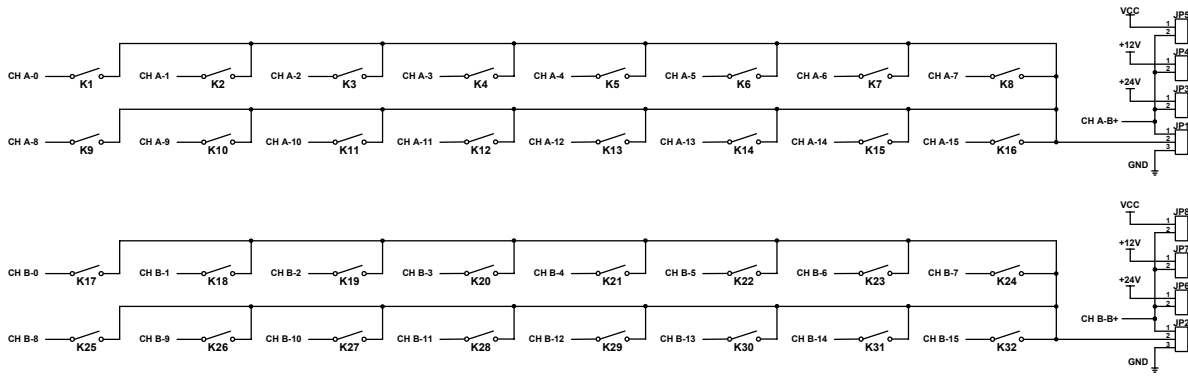 VCC JP5
1
2
+12V JP4
CH A-0 K1 CH A-1 K2 CH A-2 K3 CH A-3 K4 CH A-4 K5 CH A-5 K6 CH A-6 K7 CH A-7 K8
1
2
+24V JP3
1
2
CH A-B+
JP1
CH A-8 K9 CH A-9 K10 CH A-10 K11 CH A-11 K12 CH A-12 K13 CH A-13 K14 CH A-14 K15 CH A-15 K16
1
2
3
GND
VCC JP8
1
2
+12V JP7
CH B-0 K17 CH B-1 K18 CH B-2 K19 CH B-3 K20 CH B-4 K21 CH B-5 K22 CH B-6 K23 CH B-7 K24
1
2
+24V JP6
1
2
CH B-B+
JP2
CH B-8 K25 CH B-9 K26 CH B-10 K27 CH B-11 K28 CH B-12 K29 CH B-13 K30 CH B-14 K31 CH B-15 K32
1
2
3
GND